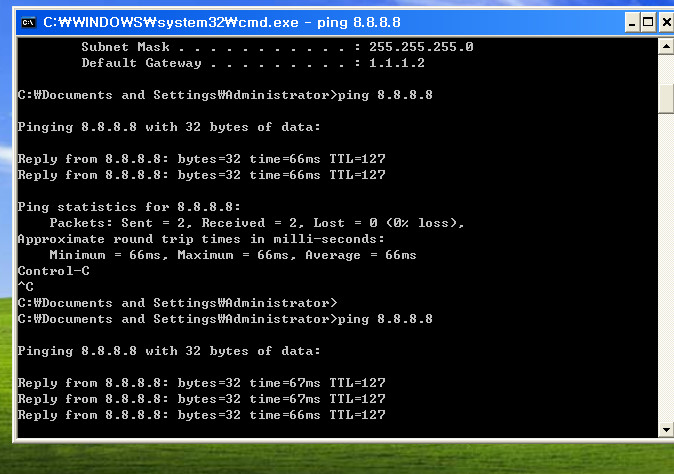 C:₩WINDOWS₩system32₩cmd.exe - ping 8.8.8.8
Subnet Mask . . . . . . . . . . . : 255.255.255.0
Default Gateway . . . . . . . . . : 1.1.1.2
C:₩Documents and Settings₩Administrator>ping 8.8.8.8
Pinging 8.8.8.8 with 32 bytes of data:
Reply from 8.8.8.8: bytes=32 time=66ms TTL=127
Reply from 8.8.8.8: bytes=32 time=66ms TTL=127
Ping statistics for 8.8.8.8:
Packets: Sent = 2, Received = 2, Lost = 0 (0% loss),
Approximate round trip times in milli-seconds:
Minimum = 66ms, Maximum = 66ms, Average = 66ms
Control-C
^C
C:₩Documents and Settings₩Administrator>
C:₩Documents and Settings₩Administrator>ping 8.8.8.8
Pinging 8.8.8.8 with 32 bytes of data:
Reply from 8.8.8.8: bytes=32 time=67ms TTL=127
Reply from 8.8.8.8: bytes=32 time=67ms TTL=127
Reply from 8.8.8.8: bytes=32 time=66ms TTL=127